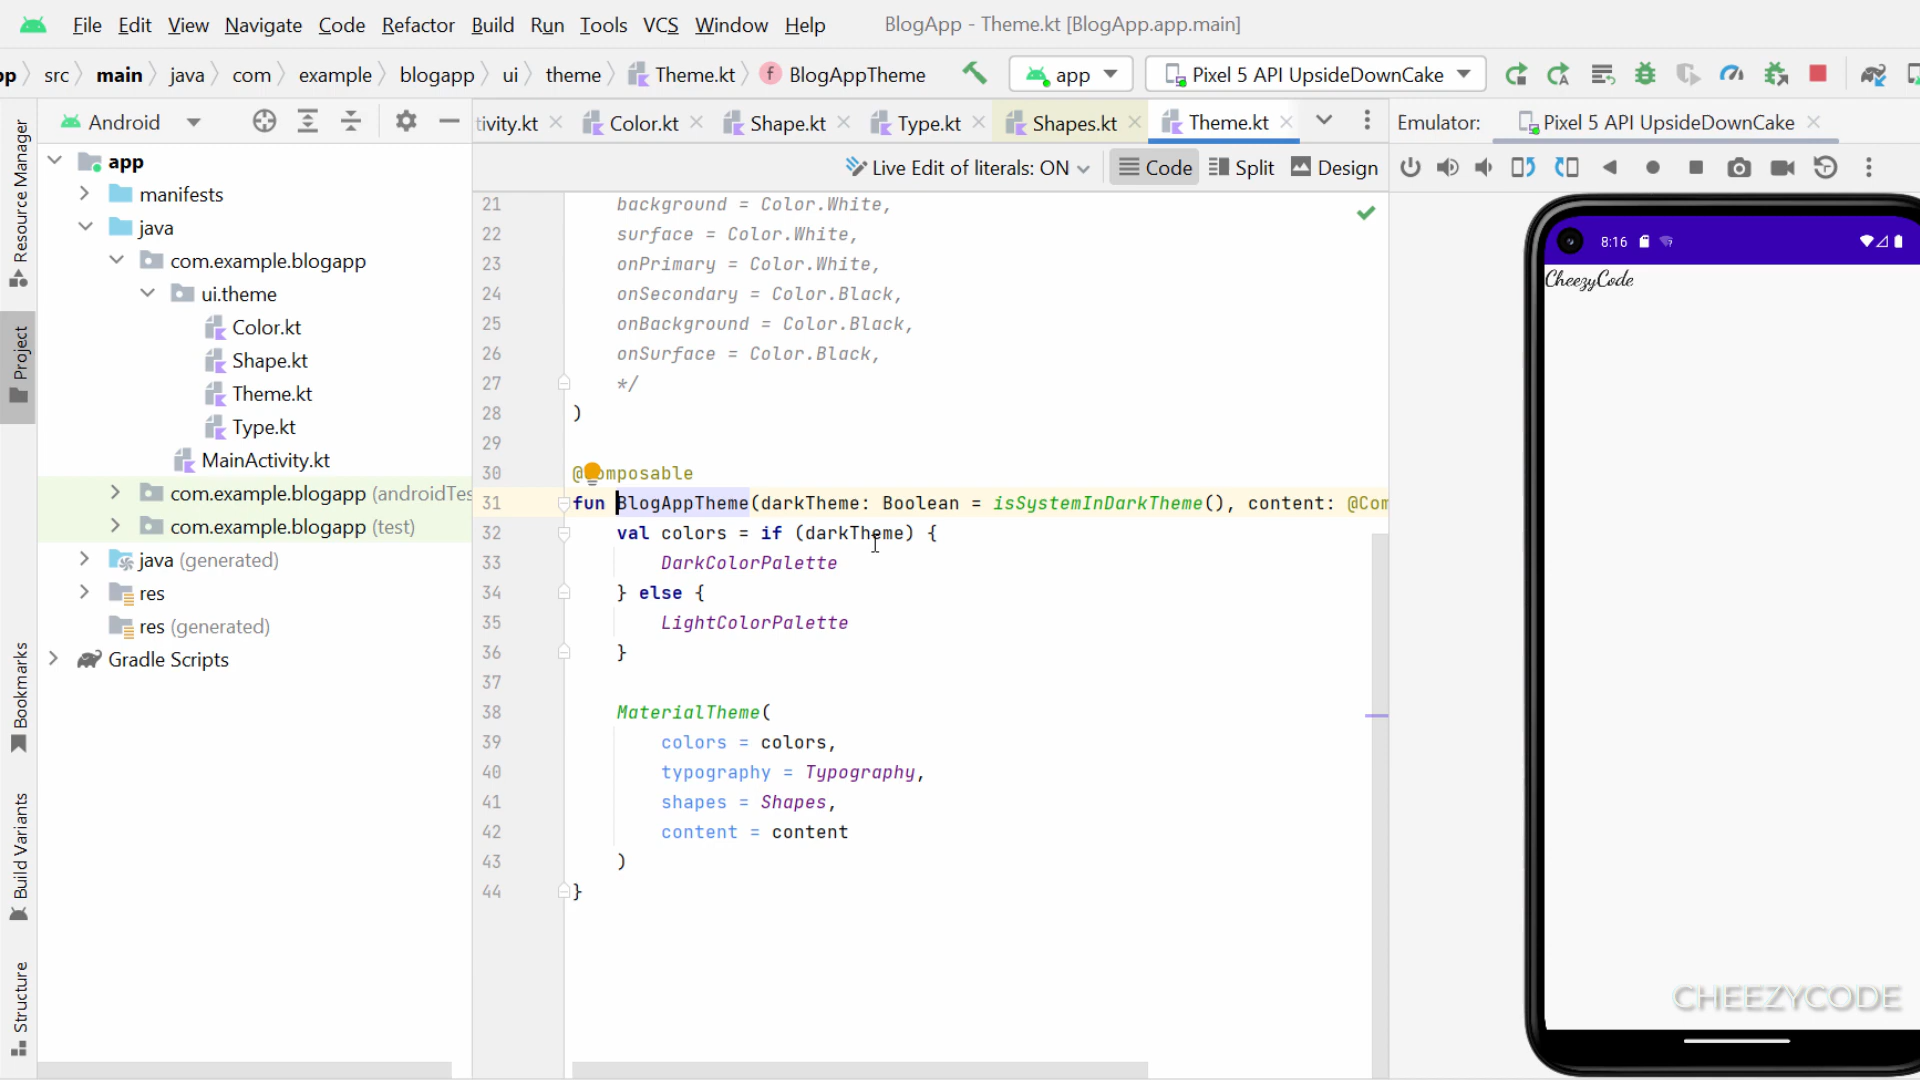 File Edit View Navigate Code Refactor Build Run Tools VCS Window Help BlogApp - Theme.kt [BlogApp.app.main]
src main java com example blogapp ui theme Theme.kt BlogAppTheme app Pixel 5 API UpsideDownCake
Android
tivity.kt Color.kt Shape.kt Type.kt Shapes.kt Theme.kt
Emulator: Pixel 5 API UpsideDownCake
Live Edit of literals: ON Code Split Design
Resource Manager
Project
Bookmarks
Build Variants
Structure
app
manifests
java
com.example.blogapp
ui.theme
Color.kt
Shape.kt
Theme.kt
Type.kt
MainActivity.kt
com.example.blogapp (androidTes
com.example.blogapp (test)
java (generated)
res
res (generated)
Gradle Scripts
21 background = Color.White,
22 surface = Color.White,
23 onPrimary = Color.White,
24 onSecondary = Color.Black,
25 onBackground = Color.Black,
26 onSurface = Color.Black,
27 */
28 )
29
30 @Composable
31 fun BlogAppTheme(darkTheme: Boolean = isSystemInDarkTheme(), content: @Com
32 val colors = if (darkTheme) {
33 DarkColorPalette
34 } else {
35 LightColorPalette
36 }
37
38 MaterialTheme(
39 colors = colors,
40 typography = Typography,
41 shapes = Shapes,
42 content = content
43 )
44 }
8:16
CheezyCode
CHEEZYCODE